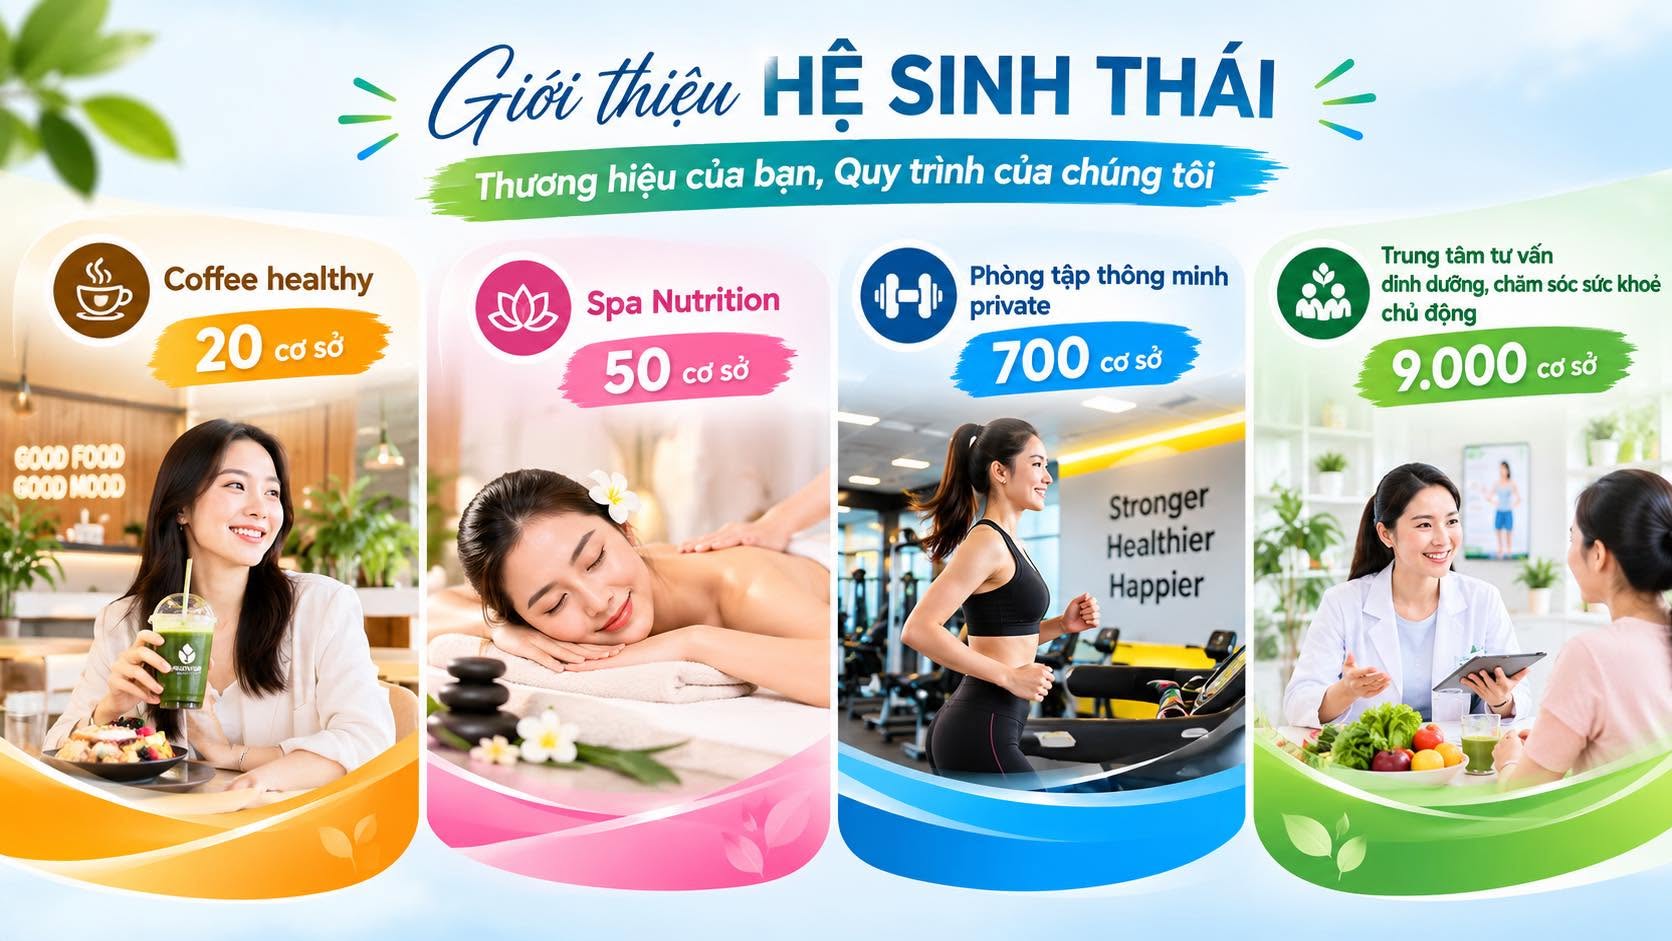 Giới thiệu HỆ SINH THÁI
Thương hiệu của bạn, Quy trình của chúng tôi
Coffee healthy
20 cơ sở
GOOD FOOD
GOOD MOOD
Spa Nutrition
50 cơ sở
Phòng tập thông minh
private
700 cơ sở
Stronger
Healthier
Happier
Trung tâm tư vấn
dinh dưỡng, chăm sóc sức khoẻ
chủ động
9.000 cơ sở